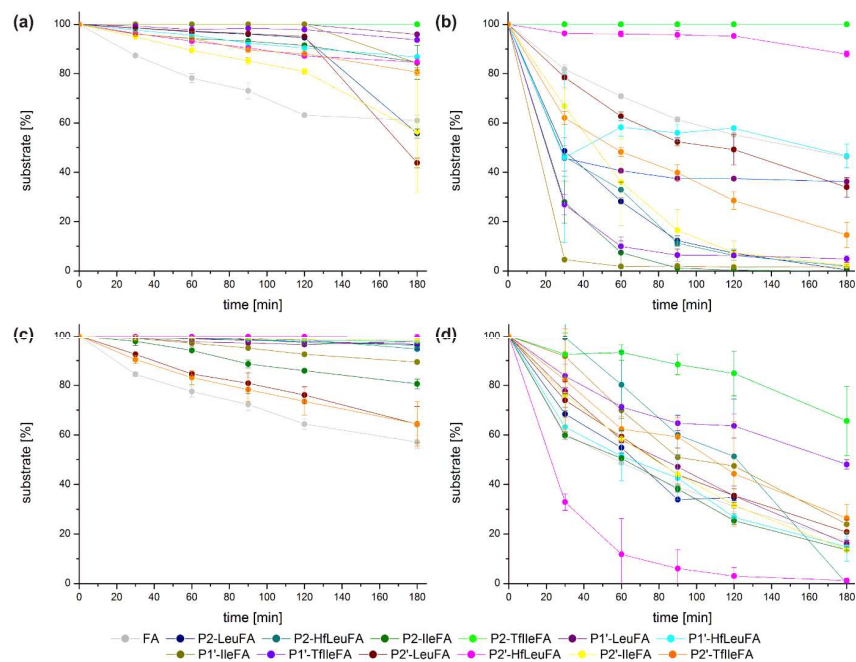 (a)
(b)
100
80
60
40
20
0
substrate [%]
0 20 40 60 80 100 120 140 160 180
time [min]
100
80
60
40
20
0
substrate [%]
0 20 40 60 80 100 120 140 160 180
time [min]
(c)
(d)
100
80
60
40
20
0
substrate [%]
0 20 40 60 80 100 120 140 160 180
time [min]
100
80
60
40
20
0
substrate [%]
0 20 40 60 80 100 120 140 160 180
time [min]
FA P2-LeuFA P2-HfLeuFA P2-IleFA P2-TfIleFA P1'-LeuFA P1'-HfLeuFA
P1'-IleFA P1'-TfIleFA P2'-LeuFA P2'-HfLeuFA P2'-IleFA P2'-TfIleFA